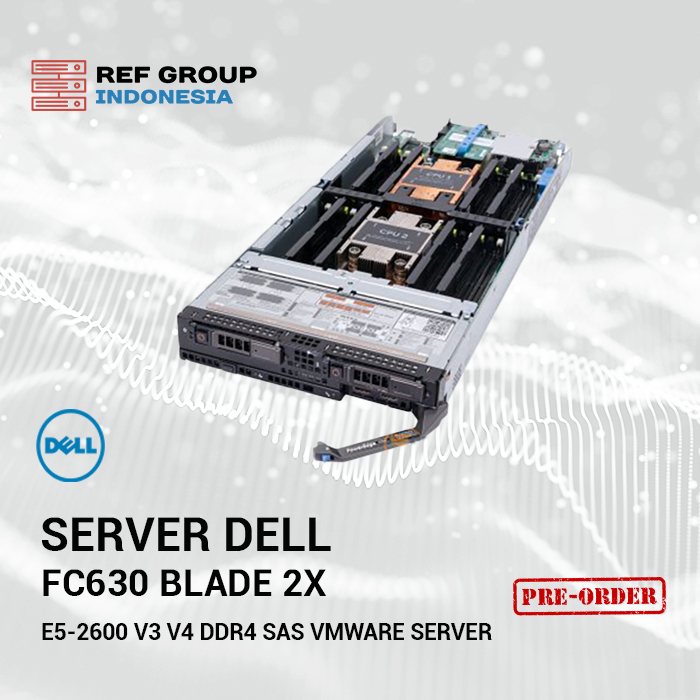 REF GROUP
INDONESIA
CPU 1
CPU 2
PowerEdge
DELL
SERVER DELL
FC630 BLADE 2X
PRE-ORDER
E5-2600 V3 V4 DDR4 SAS VMWARE SERVER